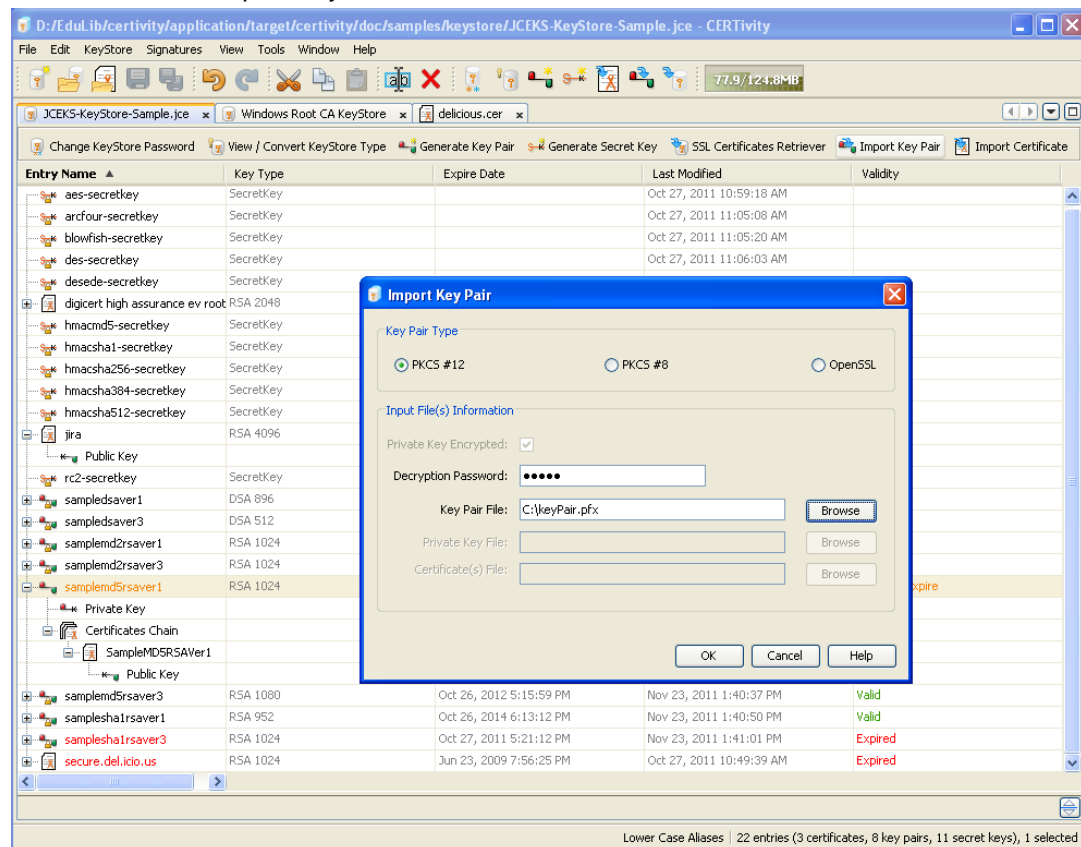 D:/EduLib/certivity/application/target/certivity/doc/samples/keystore/JCEKS-KeyStore-Sample.jce - CERTivity
File Edit KeyStore Signatures View Tools Window Help
77.9/124.8MB
JCEKS-KeyStore-Sample.jce Windows Root CA KeyStore delicious.cer
Change KeyStore Password View / Convert KeyStore Type Generate Key Pair Generate Secret Key SSL Certificates Retriever Import Key Pair Import Certificate
Entry Name Key Type Expire Date Last Modified Validity
aes-secretkey SecretKey Oct 27, 2011 10:59:18 AM
arcfour-secretkey SecretKey Oct 27, 2011 11:05:08 AM
blowfish-secretkey SecretKey Oct 27, 2011 11:05:20 AM
des-secretkey SecretKey Oct 27, 2011 11:06:03 AM
desede-secretkey SecretKey
digicert high assurance ev root RSA 2048
hmacmd5-secretkey SecretKey
hmacsha1-secretkey SecretKey
hmacsha256-secretkey SecretKey
hmacsha384-secretkey SecretKey
hmacsha512-secretkey SecretKey
jira RSA 4096
Public Key
rc2-secretkey SecretKey
sampledsaver1 DSA 896
sampledsaver3 DSA 512
samplemd2rsaver1 RSA 1024
samplemd2rsaver3 RSA 1024
samplemd5rsaver1 RSA 1024 xpire
Private Key
Certificates Chain
SampleMD5RSAVer1
Public Key
samplemd5rsaver3 RSA 1080 Oct 26, 2012 5:15:59 PM Nov 23, 2011 1:40:37 PM Valid
samplesha1rsaver1 RSA 952 Oct 26, 2014 6:13:12 PM Nov 23, 2011 1:40:50 PM Valid
samplesha1rsaver3 RSA 1024 Oct 27, 2011 5:21:12 PM Nov 23, 2011 1:41:01 PM Expired
secure.del.icio.us RSA 1024 Jun 23, 2009 7:56:25 PM Oct 27, 2011 10:49:39 AM Expired
Import Key Pair
Key Pair Type
PKCS #12 PKCS #8 OpenSSL
Input File(s) Information
Private Key Encrypted:
Decryption Password: •••••
Key Pair File: C:\keyPair.pfx Browse
Private Key File: Browse
Certificate(s) File: Browse
OK Cancel Help
Lower Case Aliases 22 entries (3 certificates, 8 key pairs, 11 secret keys), 1 selected